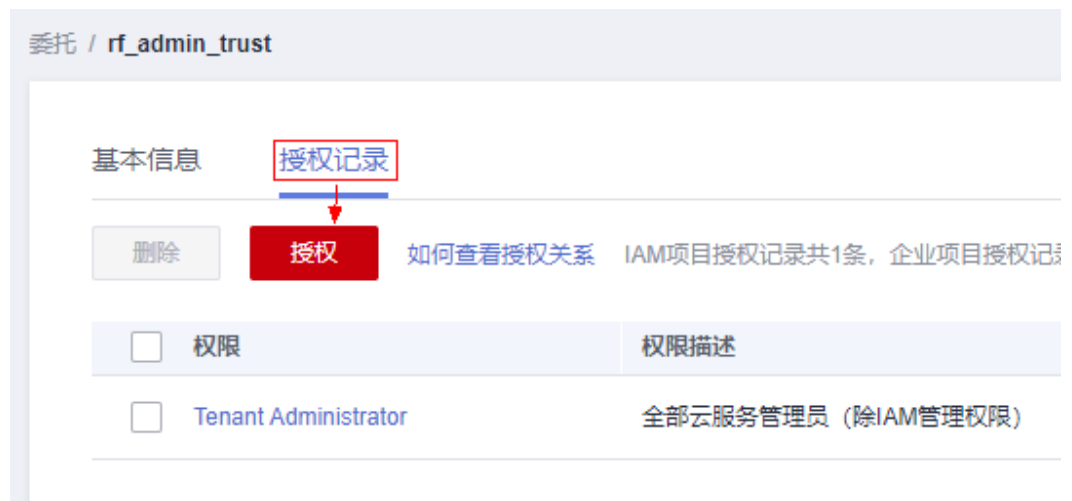 委托 / rf_admin_trust
基本信息 授权记录
删除 授权 如何查看授权关系 IAM项目授权记录共1条，企业项目授权记
权限 权限描述
Tenant Administrator 全部云服务管理员（除IAM管理权限）